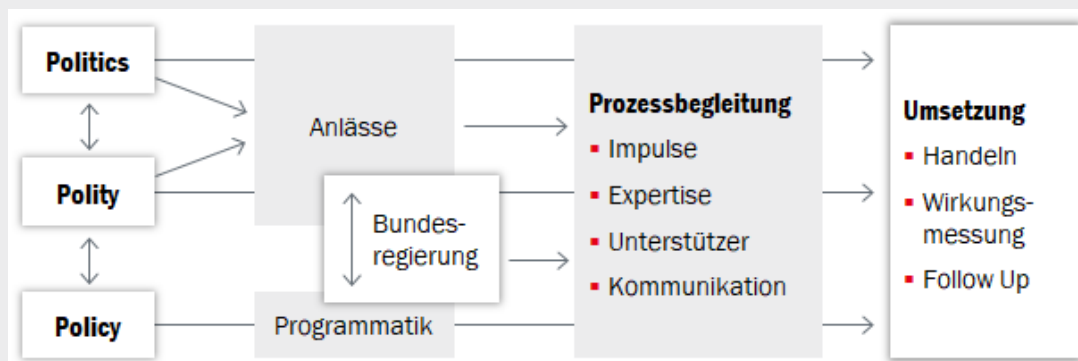 Politics
Polity
Policy
Anlässe
Bundes-
regierung
Programmatik
Prozessbegleitung
Impulse
Expertise
Unterstützer
Kommunikation
Umsetzung
Handeln
Wirkungs-
messung
Follow Up